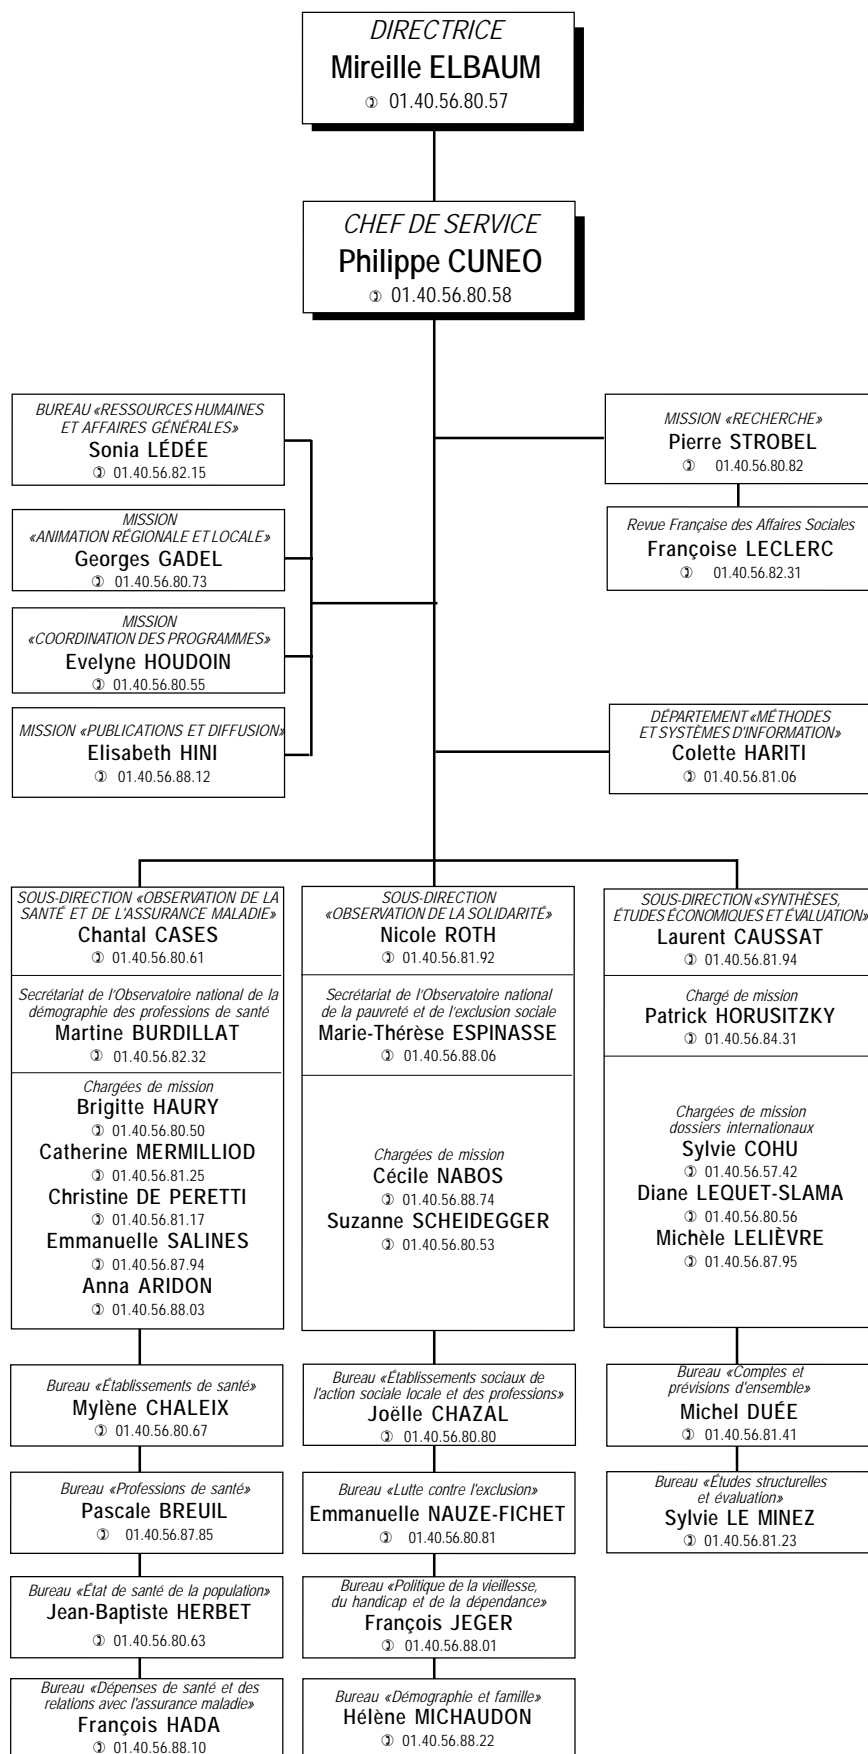 DIRECTRICE
Mireille ELBAUM
01.40.56.80.57
CHEF DE SERVICE
Philippe CUNEO
01.40.56.80.58
BUREAU «RESSOURCES HUMAINES
ET AFFAIRES GÉNÉRALES»
Sonia LÉDÉE
01.40.56.82.15
MISSION
«ANIMATION RÉGIONALE ET LOCALE»
Georges GADEL
01.40.56.80.73
MISSION
«COORDINATION DES PROGRAMMES»
Evelyne HOUDOIN
01.40.56.80.55
MISSION «PUBLICATIONS ET DIFFUSION»
Elisabeth HINI
01.40.56.88.12
MISSION «RECHERCHE»
Pierre STROBEL
01.40.56.80.82
Revue Française des Affaires Sociales
Françoise LECLERC
01.40.56.82.31
DÉPARTEMENT «MÉTHODES
ET SYSTÈMES D'INFORMATION»
Colette HARITI
01.40.56.81.06
SOUS-DIRECTION «OBSERVATION DE LA
SANTÉ ET DE L'ASSURANCE MALADIE»
Chantal CASES
01.40.56.80.61
Secrétariat de l'Observatoire national de la
démographie des professions de santé
Martine BURDILLAT
01.40.56.82.32
Chargées de mission
Brigitte HAURY
01.40.56.80.50
Catherine MERMILLIOD
01.40.56.81.25
Christine DE PERETTI
01.40.56.81.17
Emmanuelle SALINES
01.40.56.87.94
Anna ARIDON
01.40.56.88.03
Bureau «Établissements de santé»
Mylène CHALEIX
01.40.56.80.67
Bureau «Professions de santé»
Pascale BREUIL
01.40.56.87.85
Bureau «État de santé de la population»
Jean-Baptiste HERBET
01.40.56.80.63
Bureau «Dépenses de santé et des
relations avec l'assurance maladie»
François HADA
01.40.56.88.10
SOUS-DIRECTION
«OBSERVATION DE LA SOLIDARITÉ»
Nicole ROTH
01.40.56.81.92
Secrétariat de l'Observatoire national
de la pauvreté et de l'exclusion sociale
Marie-Thérèse ESPINASSE
01.40.56.88.06
Chargées de mission
Cécile NABOS
01.40.56.88.74
Suzanne SCHEIDEGGER
01.40.56.80.53
Bureau «Établissements sociaux de
l'action sociale locale et des professions»
Joëlle CHAZAL
01.40.56.80.80
Bureau «Lutte contre l'exclusion»
Emmanuelle NAUZE-FICHET
01.40.56.80.81
Bureau «Politique de la vieillesse,
du handicap et de la dépendance»
François JEGER
01.40.56.88.01
Bureau «Démographie et famille»
Hélène MICHAUDON
01.40.56.88.22
SOUS-DIRECTION «SYNTHÈSES,
ÉTUDES ÉCONOMIQUES ET ÉVALUATION»
Laurent CAUSSAT
01.40.56.81.94
Chargé de mission
Patrick HORUSITZKY
01.40.56.84.31
Chargées de mission
dossiers internationaux
Sylvie COHU
01.40.56.57.42
Diane LEQUET-SLAMA
01.40.56.80.56
Michèle LELIÈVRE
01.40.56.87.95
Bureau «Comptes et
prévisions d'ensemble»
Michel DUÉE
01.40.56.81.41
Bureau «Études structurelles
et évaluation»
Sylvie LE MINEZ
01.40.56.81.23